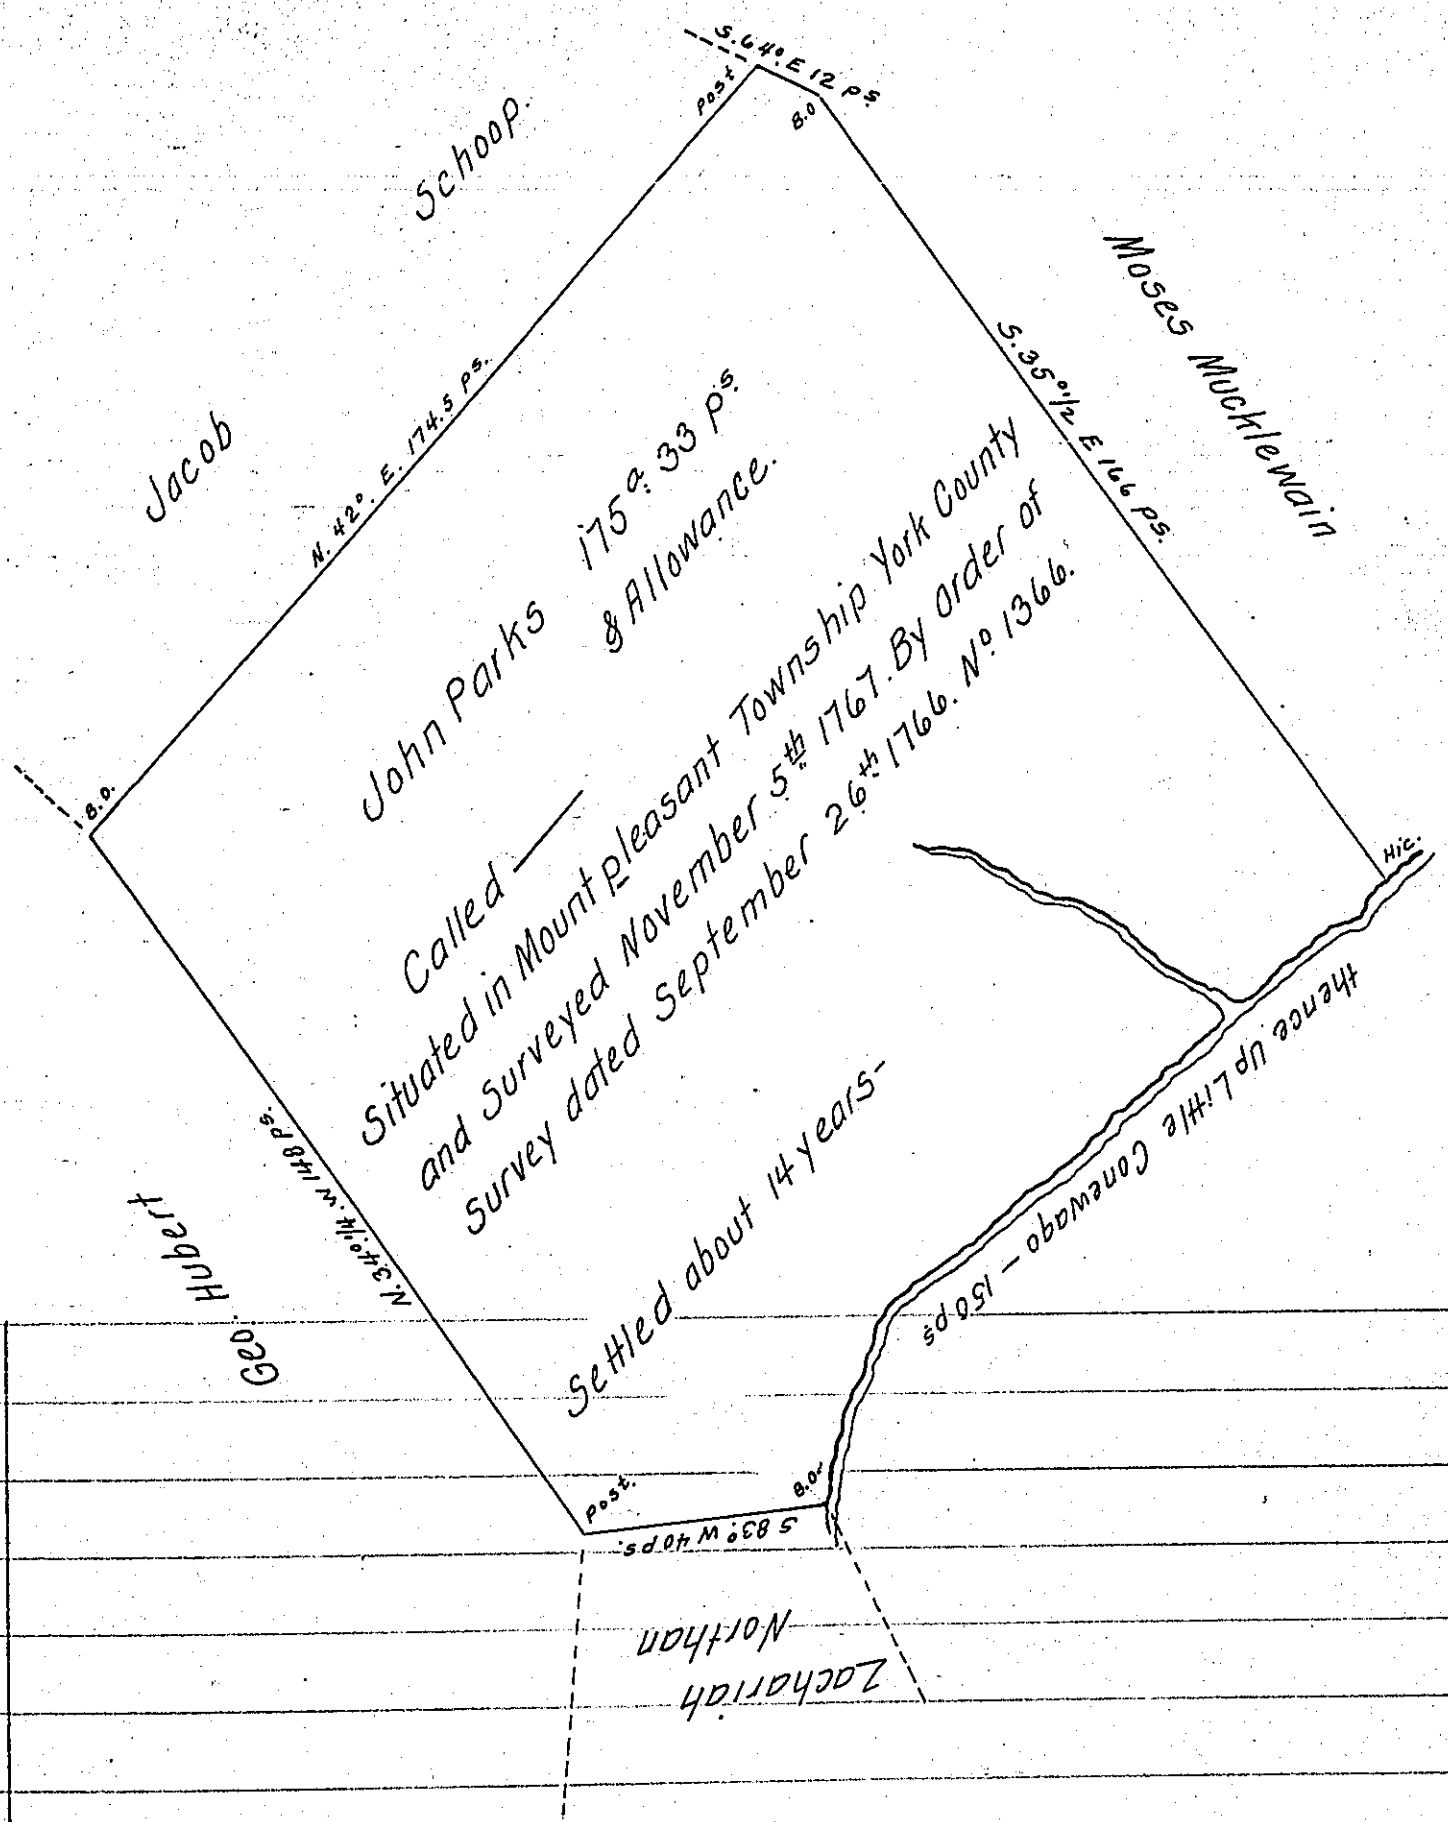 S. 64°. E 12 ps.
Post
B.O
Jacob Schoop.
N. 42°. E. 174.5 ps.
Moses Mucklewain
S. 35°1/2 E 166 ps.
John Parks 175a. 33 ps.
& Allowance.
B.O.
Called —
Situated in Mountpleasant Township York County
and Surveyed November 5th 1767. By Order of
Survey dated September 26th 1766. No. 1366.
Settled about 14 years-
Hic.
thence Up Little Conewago — 150 ps
Geo. Hubert
N. 34°1/4. W 148 ps.
Post.
B.O.
S 83°. W 40 ps.
Zachariah
Northan